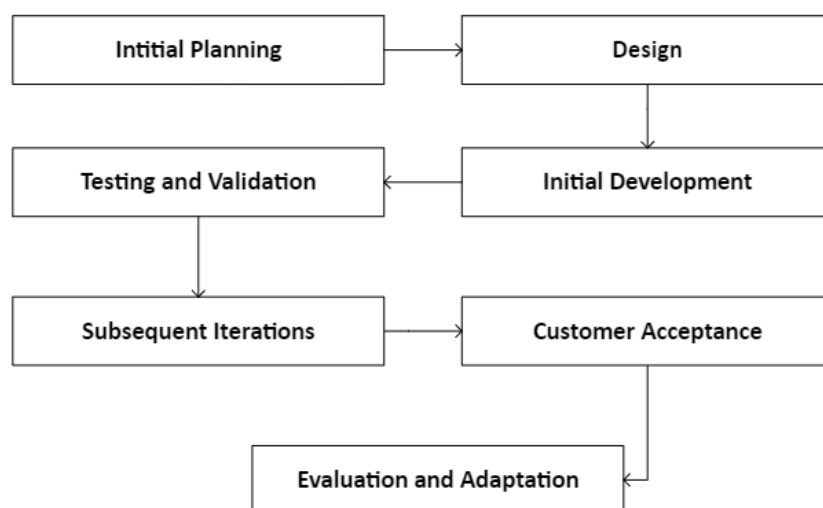 Intitial Planning
Design
Initial Development
Testing and Validation
Subsequent Iterations
Customer Acceptance
Evaluation and Adaptation